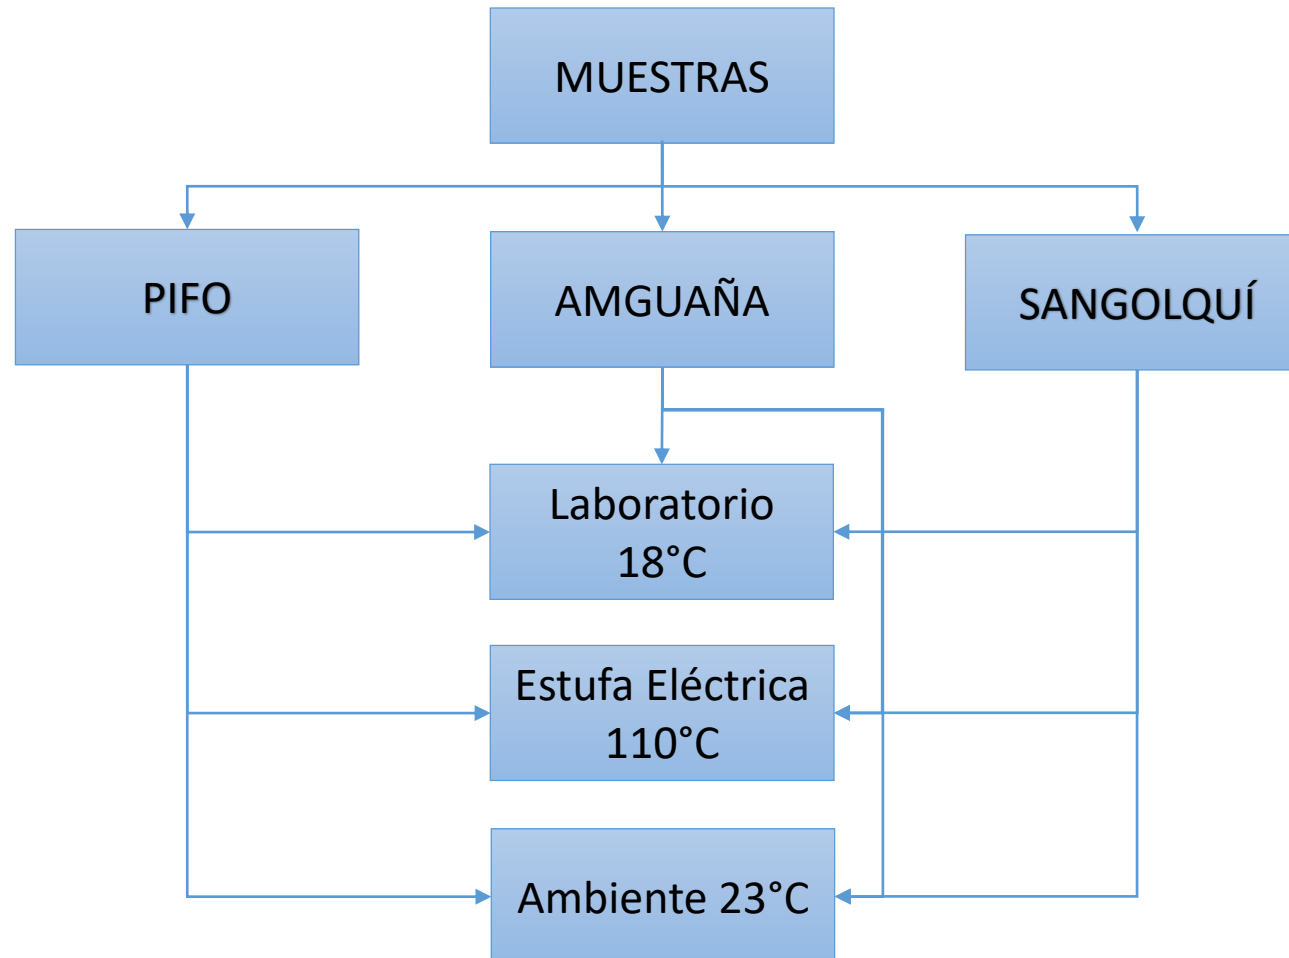 MUESTRAS
PIFO
AMGUAÑA
SANGOLQUÍ
Laboratorio
18°C
Estufa Eléctrica
110°C
Ambiente 23°C